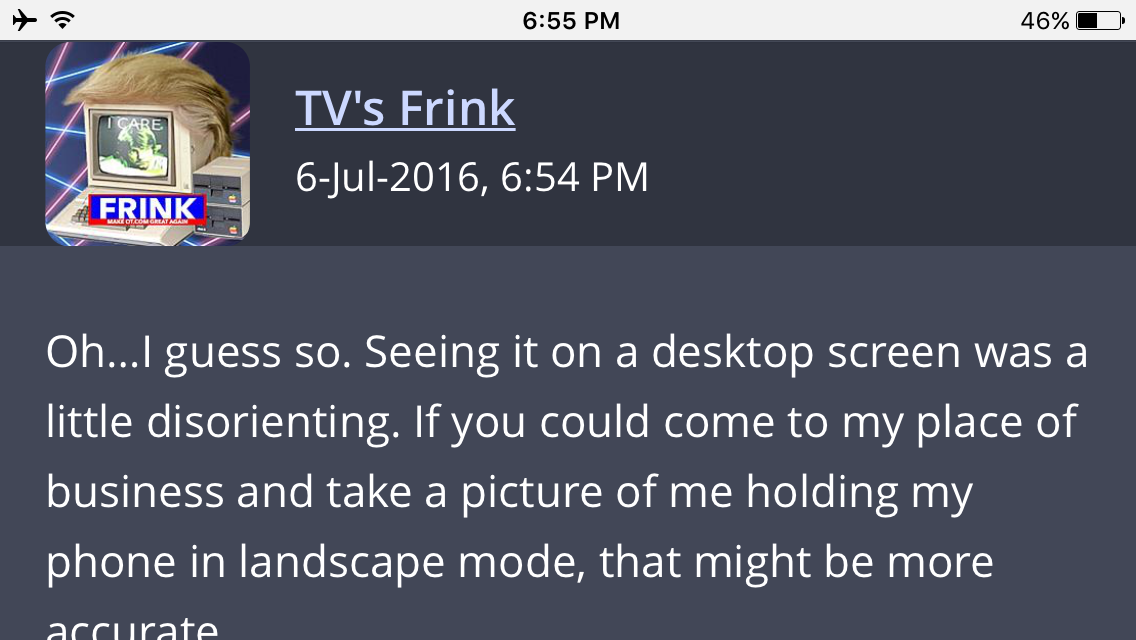 6:55 PM
46%
I CARE
FRINK
MAKE OT.COM GREAT AGAIN
TV's Frink
6-Jul-2016, 6:54 PM
Oh...I guess so. Seeing it on a desktop screen was a
little disorienting. If you could come to my place of
business and take a picture of me holding my
phone in landscape mode, that might be more
accurate